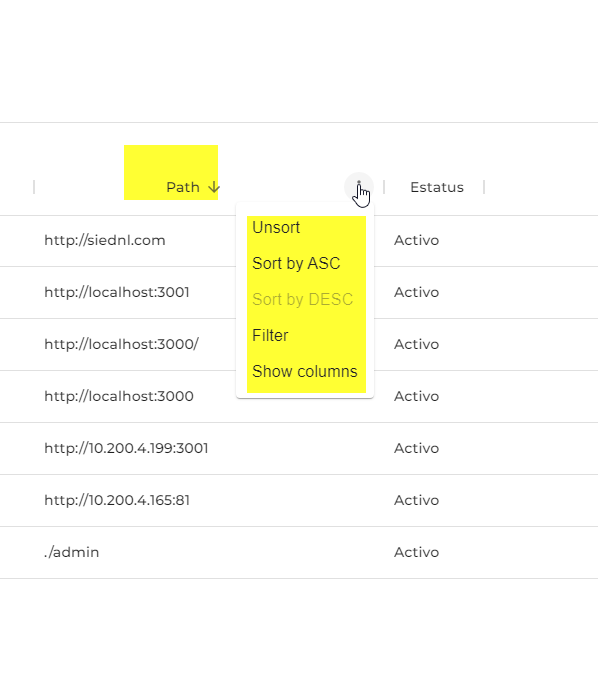 Path
Estatus
Unsort
Sort by ASC
Sort by DESC
Filter
Show columns
http://siednl.com
Activo
http://localhost:3001
Activo
http://localhost:3000/
Activo
http://localhost:3000
Activo
http://10.200.4.199:3001
Activo
http://10.200.4.165:81
Activo
./admin
Activo